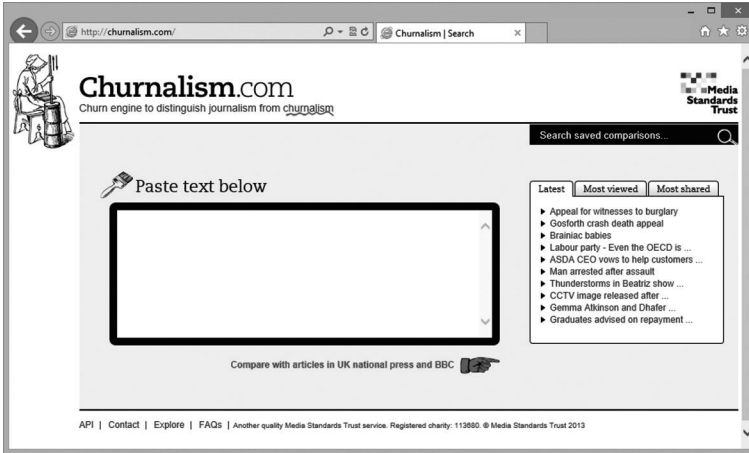 http://churnalism.com/
Churnalism | Search
Churnalism.com
Churn engine to distinguish journalism from churnalism
Media
Standards
Trust
Search saved comparisons...
Paste text below
Latest
Most viewed
Most shared
Appeal for witnesses to burglary
Gosforth crash death appeal
Brainiac babies
Labour party - Even the OECD is ...
ASDA CEO vows to help customers ...
Man arrested after assault
Thunderstorms in Beatriz show ...
CCTV image released after ...
Gemma Atkinson and Dhafer ...
Graduates advised on repayment ...
Compare with articles in UK national press and BBC
API | Contact | Explore | FAQs | Another quality Media Standards Trust service. Registered charity: 113680. © Media Standards Trust 2013